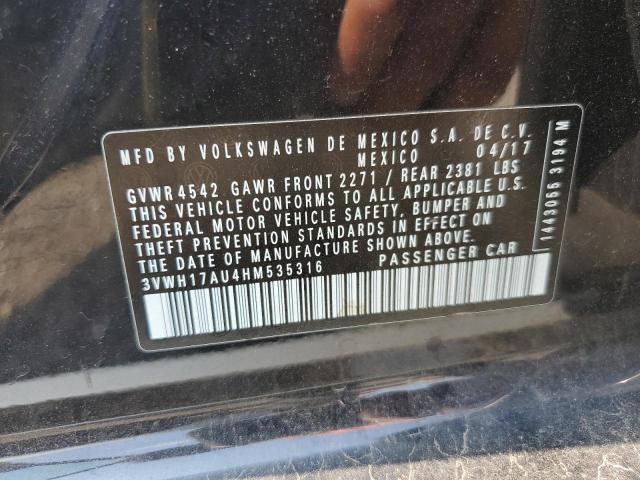 MFD BY VOLKSWAGEN DE MEXICO S.A. DE C.V.
MEXICO 04/17
GVWR 4542 GAWR FRONT 2271 / REAR 2381 LBS
THIS VEHICLE CONFORMS TO ALL APPLICABLE U.S.
FEDERAL MOTOR VEHICLE SAFETY, BUMPER AND
THEFT PREVENTION STANDARDS IN EFFECT ON
THE DATE OF MANUFACTURE SHOWN ABOVE.
3VWH17AU4HM535316 PASSENGER CAR
1443066 3194 M